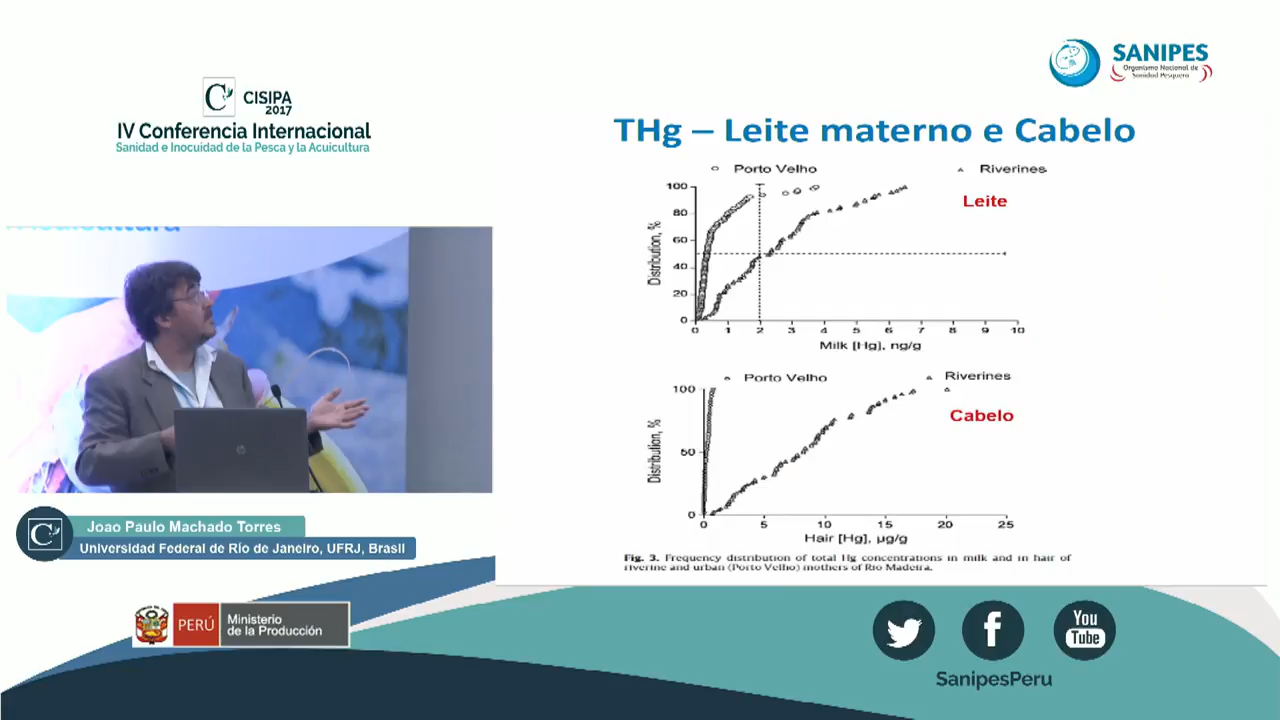 SANIPES
Organismo Nacional de
Sanidad Pesquera
C
CISIPA
2017
IV Conferencia Internacional
Sanidad e Inocuidad de la Pesca y la Acuicultura
THg – Leite materno e Cabelo
Porto Velho
Riverines
Leite
Distribution, %
100
80
60
40
20
0
0 1 2 3 4 5 6 7 8 9 10
Milk [Hg], ng/g
Porto Velho
Riverines
Cabelo
Distribution, %
100
50
0
0 5 10 15 20 25
Hair [Hg], µg/g
Fig. 3. Frequency distribution of total Hg concentrations in milk and in hair of
riverine and urban (Porto Velho) mothers of Rio Madeira.
C
Joao Paulo Machado Torres
Universidad Federal de Río de Janeiro, UFRJ, Brasil
PERÚ
Ministerio
de la Producción
f
You
Tube
SanipesPeru